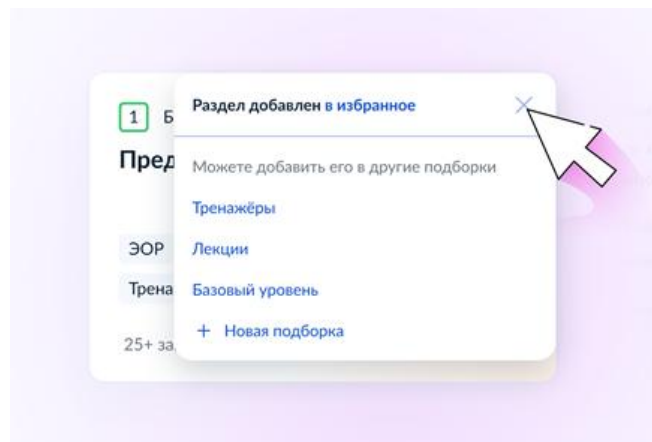 Раздел добавлен в избранное
1 Б
Пред
Можете добавить его в другие подборки
Тренажёры
ЭОР
Лекции
Трена
Базовый уровень
+ Новая подборка
25+ за